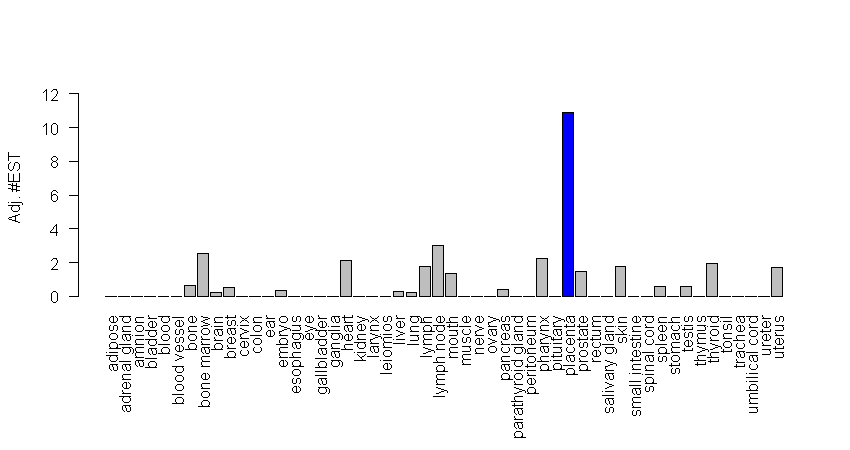 Adj. #EST
12
10
8
6
4
2
0
adipose
adrenal gland
amnion
bladder
blood
blood vessel
bone
bone marrow
brain
breast
cervix
colon
ear
embryo
esophagus
eye
gallbladder
ganglia
heart
kidney
larynx
leiomios
liver
lung
lymph
lymph node
mouth
muscle
nerve
ovary
pancreas
parathyroid gland
peritoneum
pharynx
pituitary
placenta
prostate
rectum
salivary gland
skin
small intestine
spinal cord
spleen
stomach
testis
thymus
thyroid
tonsil
trachea
umbilical cord
ureter
uterus